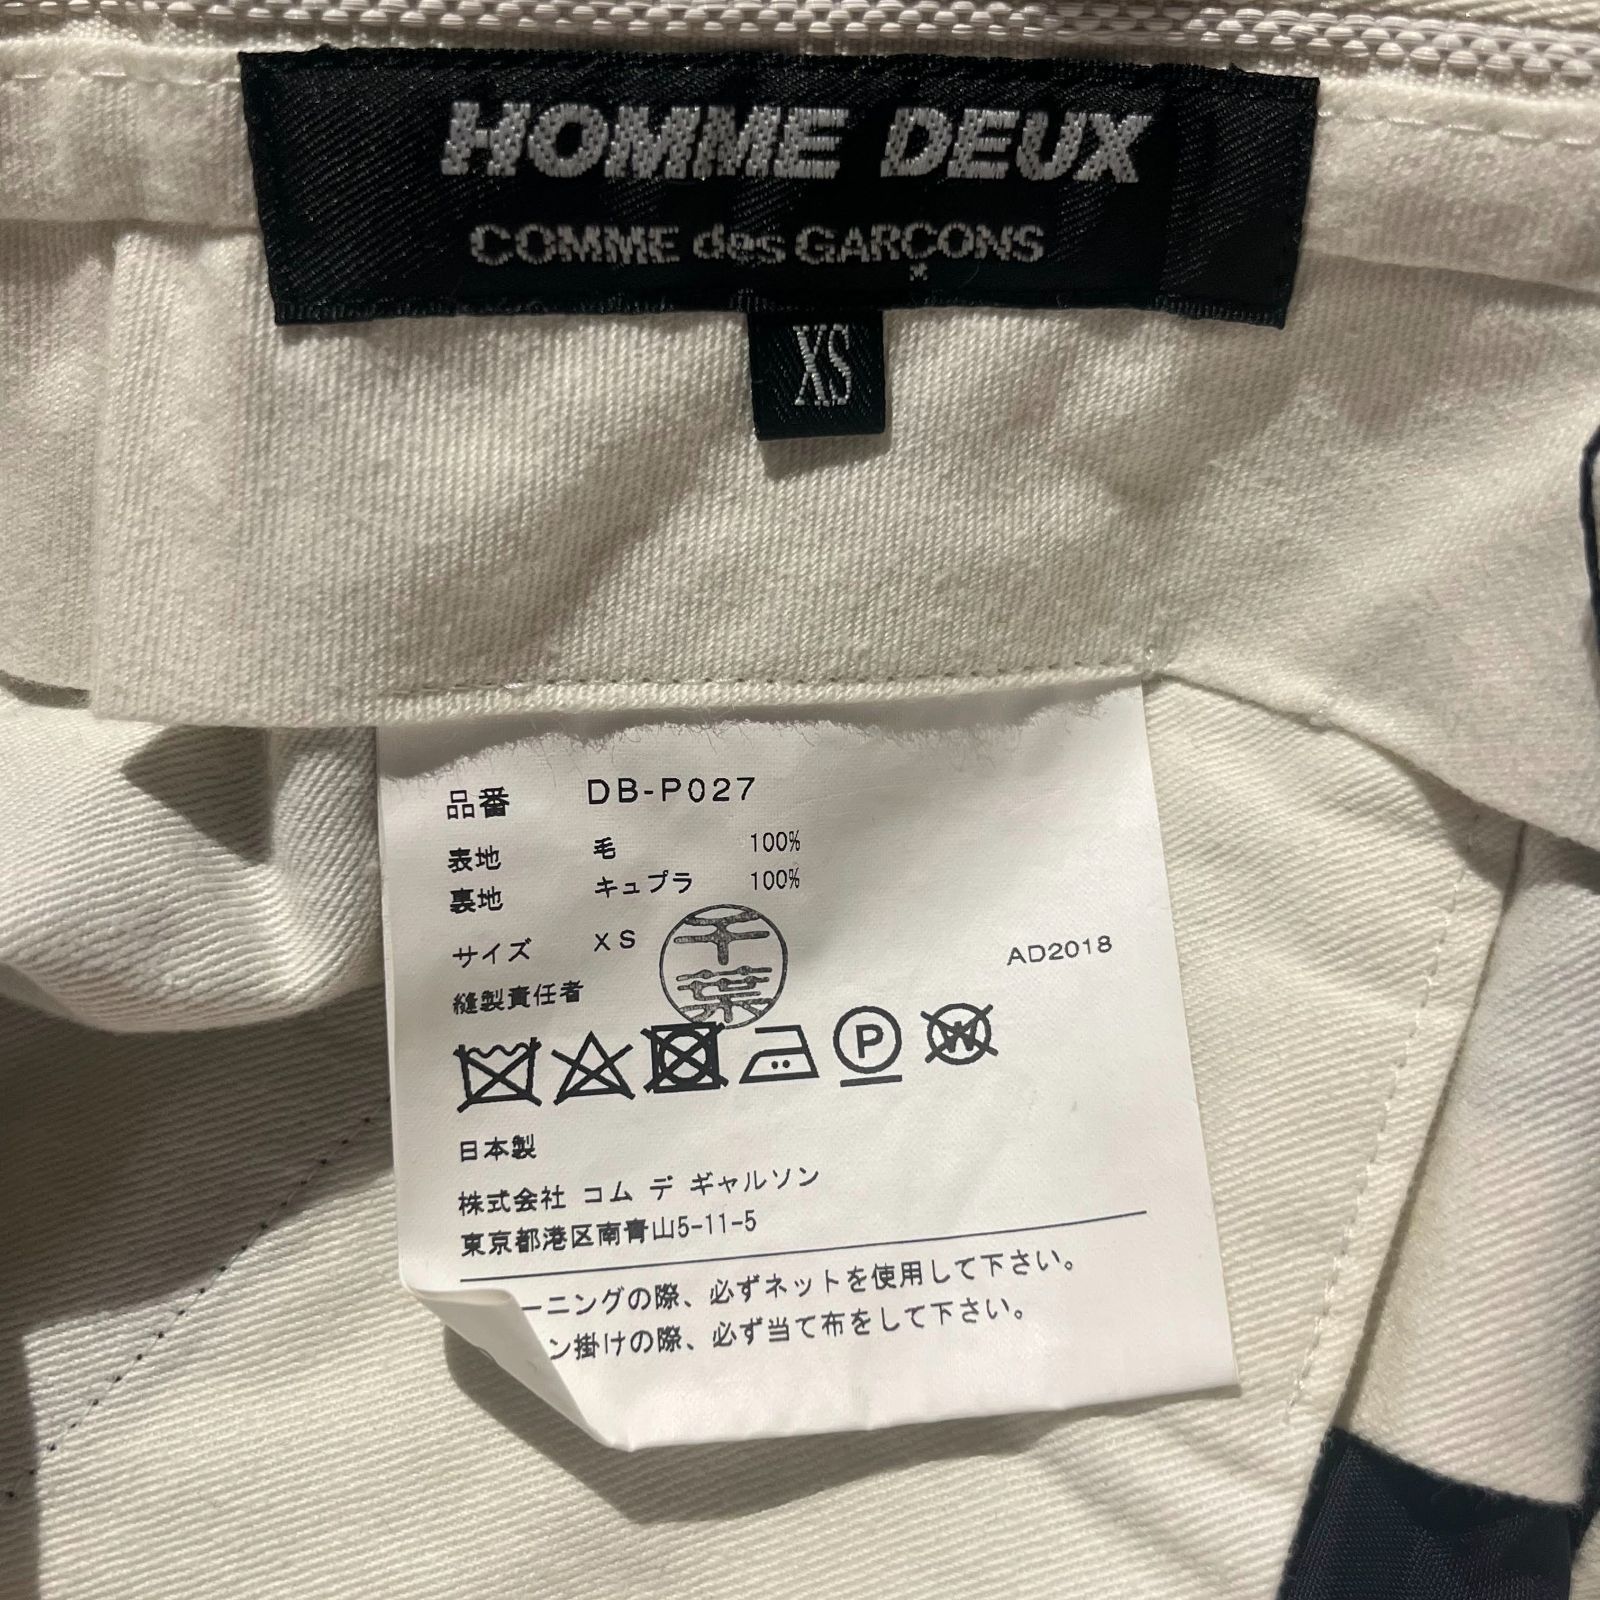 HOMME DEUX
COMME des GARÇONS
XS
品番 DB-P027
表地 毛 100%
裏地 キュプラ 100%
サイズ XS
AD2018
縫製責任者 千葉
P
W
日本製
株式会社 コム デ ギャルソン
東京都港区南青山5-11-5
ーニングの際、必ずネットを使用して下さい。
ン掛けの際、必ず当て布をして下さい。